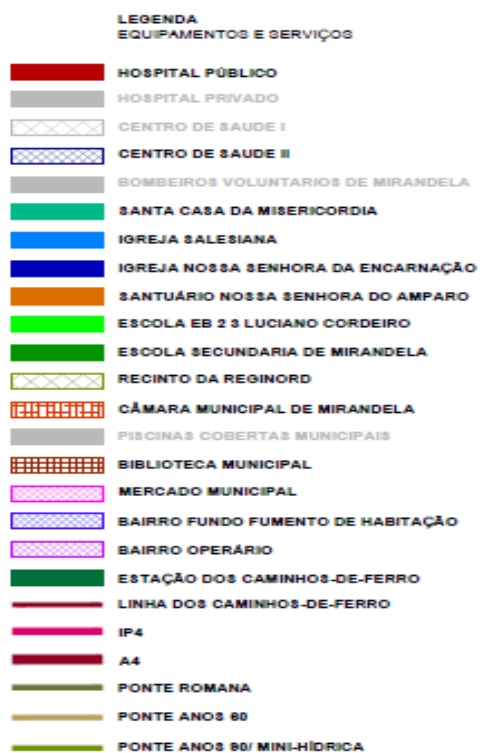 LEGENDA
EQUIPAMENTOS E SERVIÇOS
HOSPITAL PÚBLICO
HOSPITAL PRIVADO
CENTRO DE SAUDE I
CENTRO DE SAUDE II
BOMBEIROS VOLUNTARIOS DE MIRANDELA
SANTA CASA DA MISERICORDIA
IGREJA SALESIANA
IGREJA NOSSA SENHORA DA ENCARNAÇÃO
SANTUÁRIO NOSSA SENHORA DO AMPARO
ESCOLA EB 2 3 LUCIANO CORDEIRO
ESCOLA SECUNDARIA DE MIRANDELA
RECINTO DA REGINORD
CÂMARA MUNICIPAL DE MIRANDELA
PISCINAS COBERTAS MUNICIPAIS
BIBLIOTECA MUNICIPAL
MERCADO MUNICIPAL
BAIRRO FUNDO FUMENTO DE HABITAÇÃO
BAIRRO OPERÁRIO
ESTAÇÃO DOS CAMINHOS-DE-FERRO
LINHA DOS CAMINHOS-DE-FERRO
IP4
A4
PONTE ROMANA
PONTE ANOS 60
PONTE ANOS 90/ MINI-HÍDRICA